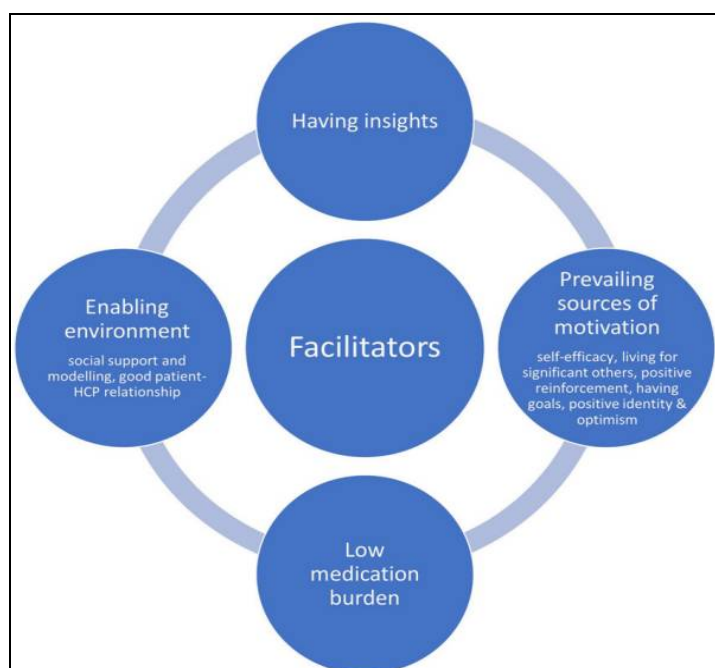 Having insights
Enabling
environment
social support and
modelling, good patient-
HCP relationship
Facilitators
Prevailing
sources of
motivation
self-efficacy, living for
significant others, positive
reinforcement, having
goals, positive identity &
optimism
Low
medication
burden